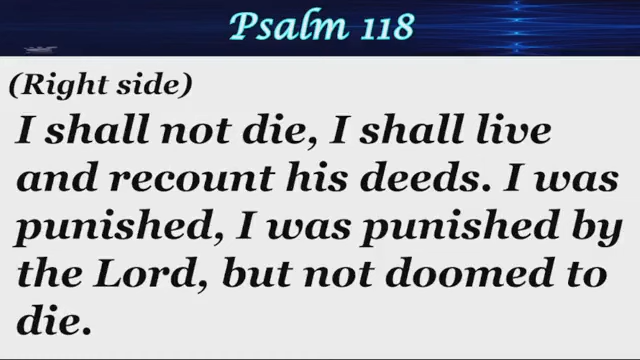 Psalm 118
(Right side)
I shall not die, I shall live
and recount his deeds. I was
punished, I was punished by
the Lord, but not doomed to
die.